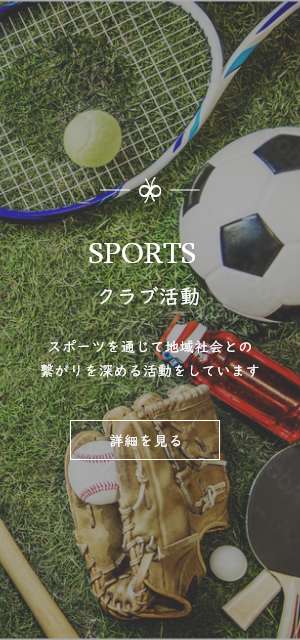 SPORTS
クラブ活動
スポーツを通じて地域社会との
繋がりを深める活動をしています
詳細を見る